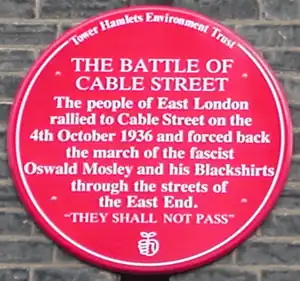 Tower Hamlets Environment Trust
THE BATTLE OF
CABLE STREET
The people of East London
rallied to Cable Street on the
4th October 1936 and forced back
the march of the fascist
Oswald Mosley and his Blackshirts
through the streets of
the East End.
"THEY SHALL NOT PASS"